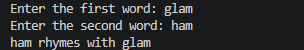 Enter the first word: glam
Enter the second word: ham
ham rhymes with glam